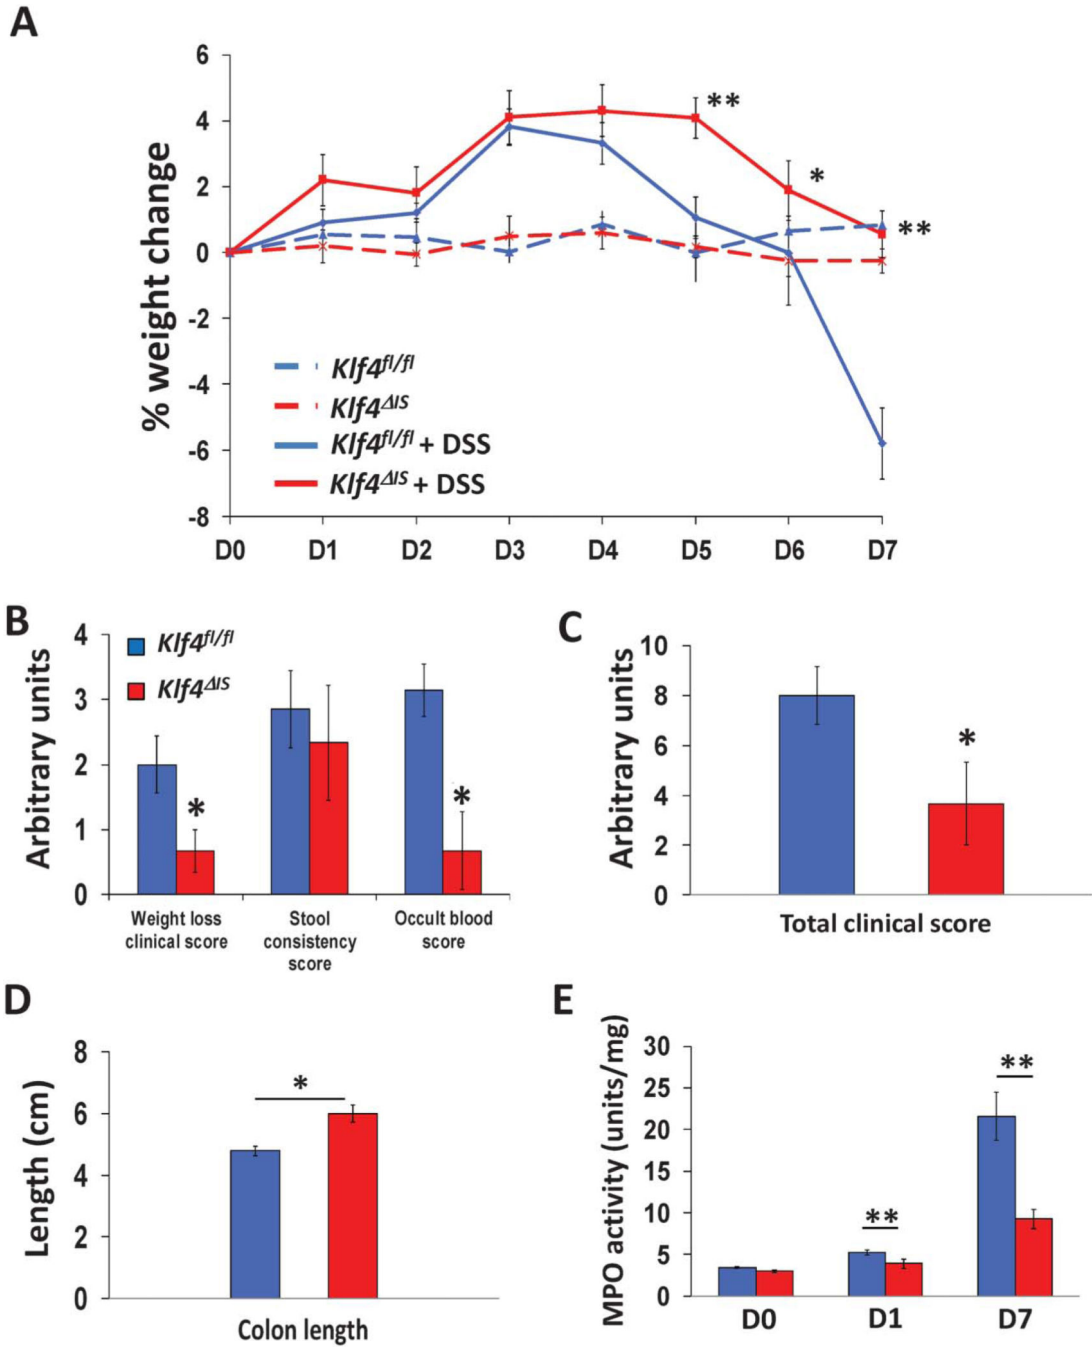 A
% weight change
6
4
2
0
-2
-4
-6
-8
**
*
**
Klf4fl/fl
Klf4ΔIS
Klf4fl/fl + DSS
Klf4ΔIS + DSS
D0 D1 D2 D3 D4 D5 D6 D7
B
Arbitrary units
4
3
2
1
0
Klf4fl/fl
Klf4ΔIS
*
*
Weight loss
clinical score
Stool
consistency
score
Occult blood
score
C
Arbitrary units
10
8
6
4
2
0
*
Total clinical score
D
Length (cm)
8
6
4
2
0
*
Colon length
E
MPO activity (units/mg)
30
25
20
15
10
5
0
**
**
D0 D1 D7